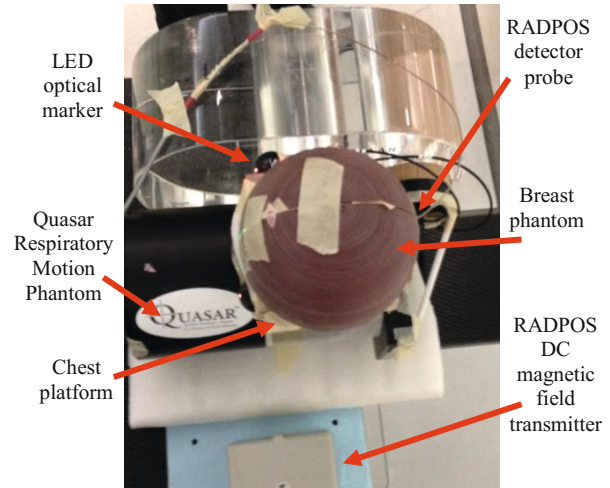 LED
optical
marker
RADPOS
detector
probe
Quasar
Respiratory
Motion
Phantom
Breast
phantom
QUASAR
Chest
platform
RADPOS
DC
magnetic
field
transmitter